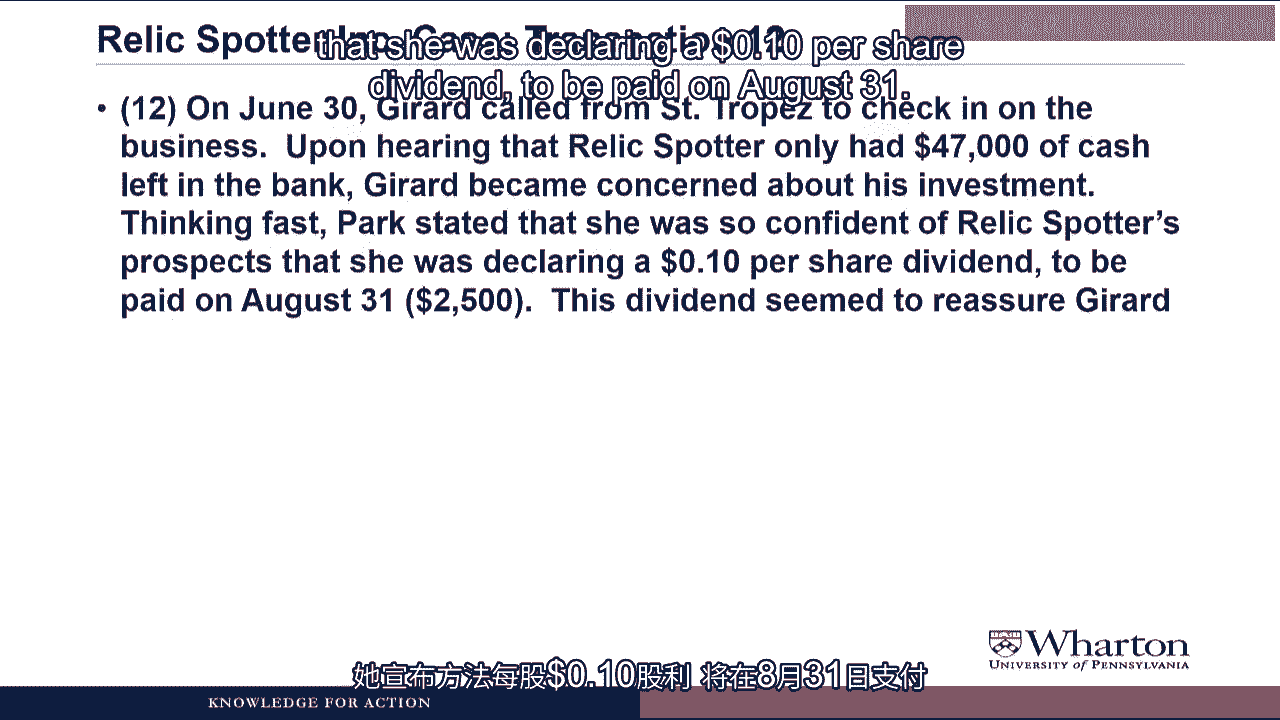 Relic Spotter Inc. Case: Transaction 12
that she was declaring a $0.10 per share
dividend, to be paid on August 31.
• (12) On June 30, Girard called from St. Tropez to check in on the
business. Upon hearing that Relic Spotter only had $47,000 of cash
left in the bank, Girard became concerned about his investment.
Thinking fast, Park stated that she was so confident of Relic Spotter’s
prospects that she was declaring a $0.10 per share dividend, to be
paid on August 31 ($2,500). This dividend seemed to reassure Girard
Wharton
UNIVERSITY OF PENNSYLVANIA
她宣布方法每股$0.10股利 将在8月31日支付
KNOWLEDGE FOR ACTION